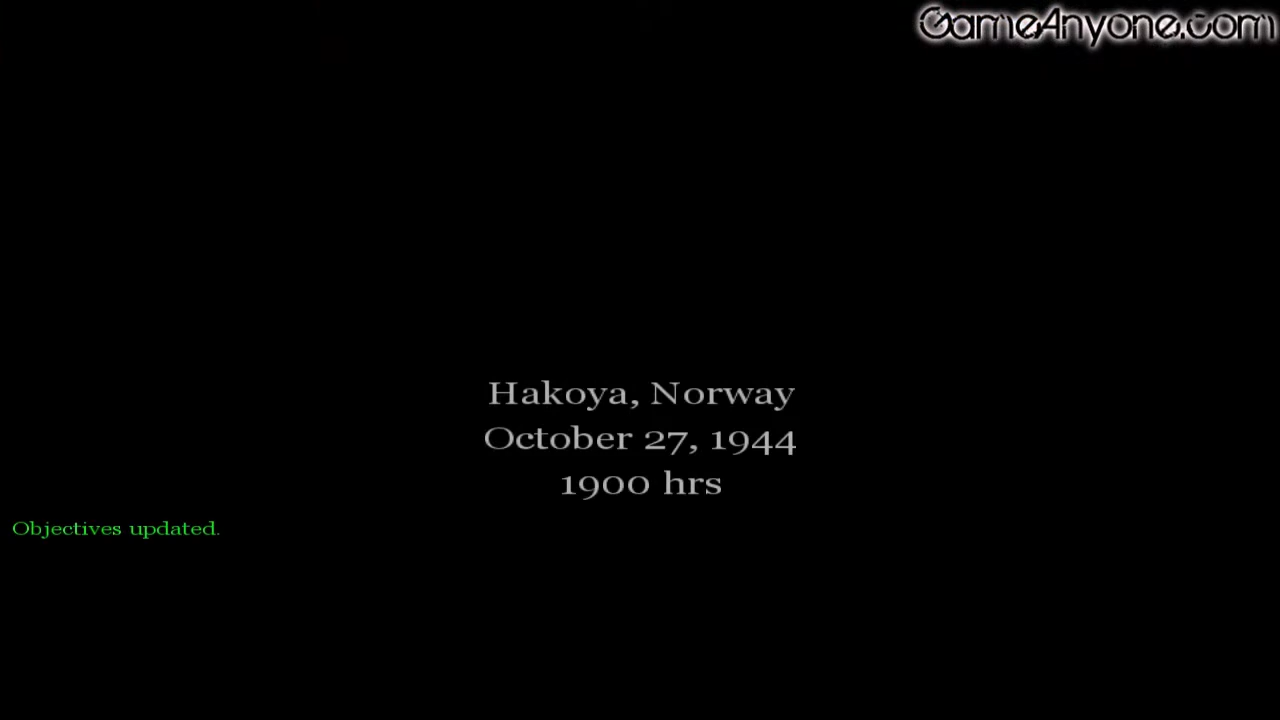 GameAnyone.com
Hakoya, Norway
October 27, 1944
1900 hrs
Objectives updated.